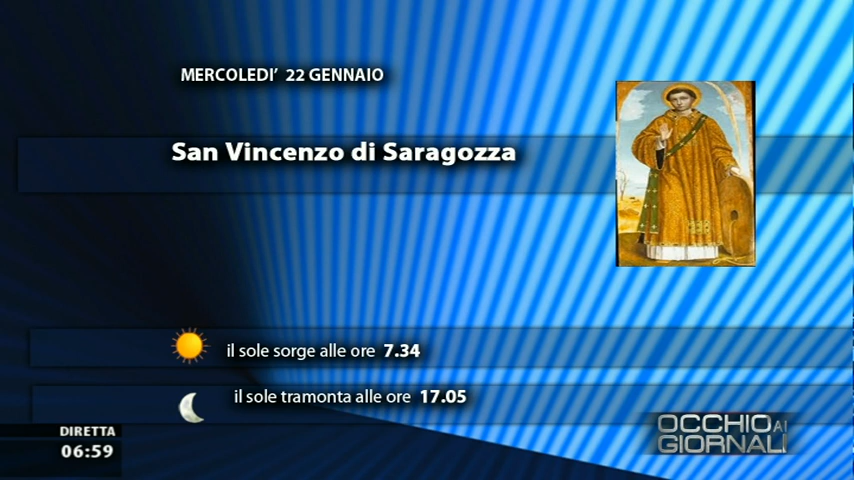 MERCOLEDI' 22 GENNAIO
San Vincenzo di Saragozza
il sole sorge alle ore 7.34
il sole tramonta alle ore 17.05
DIRETTA
06:59
OCCHIO AI
GIORNALI